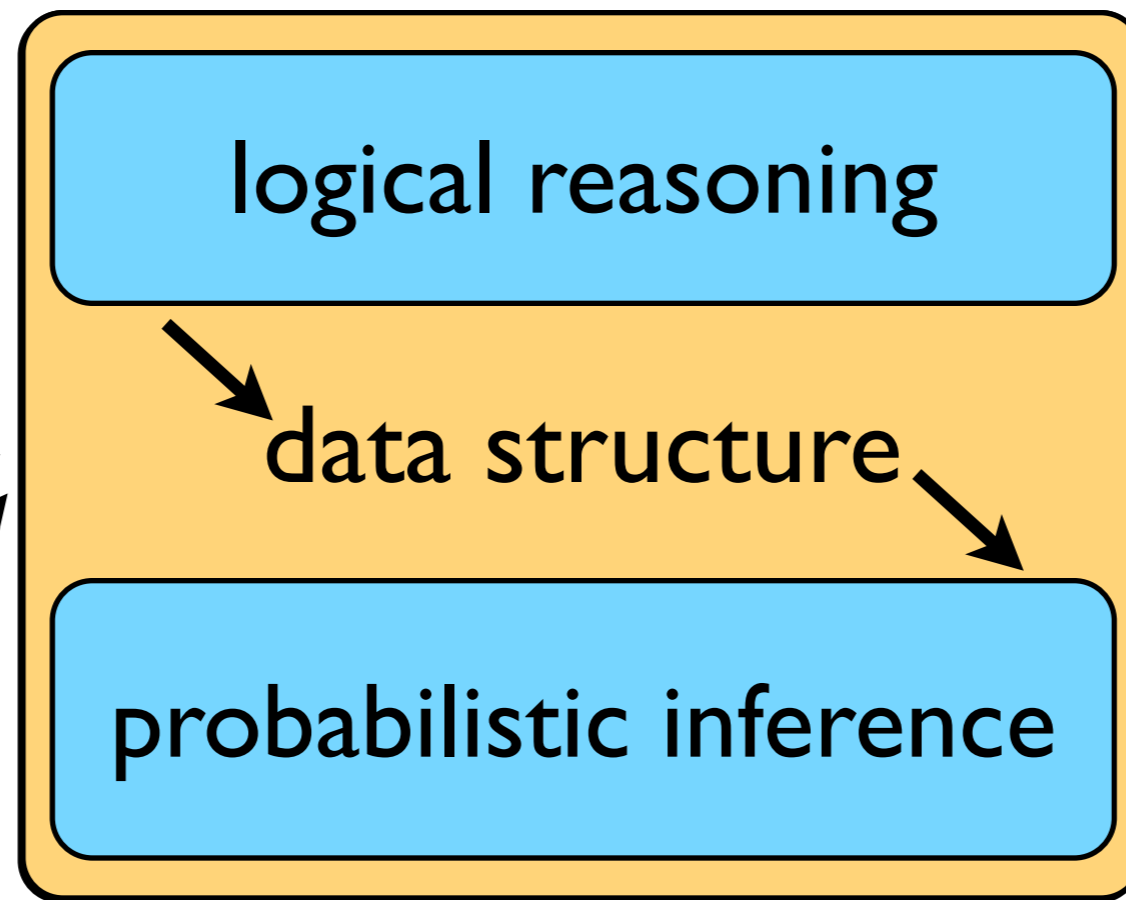 logical reasoning
data structure
probabilistic inference